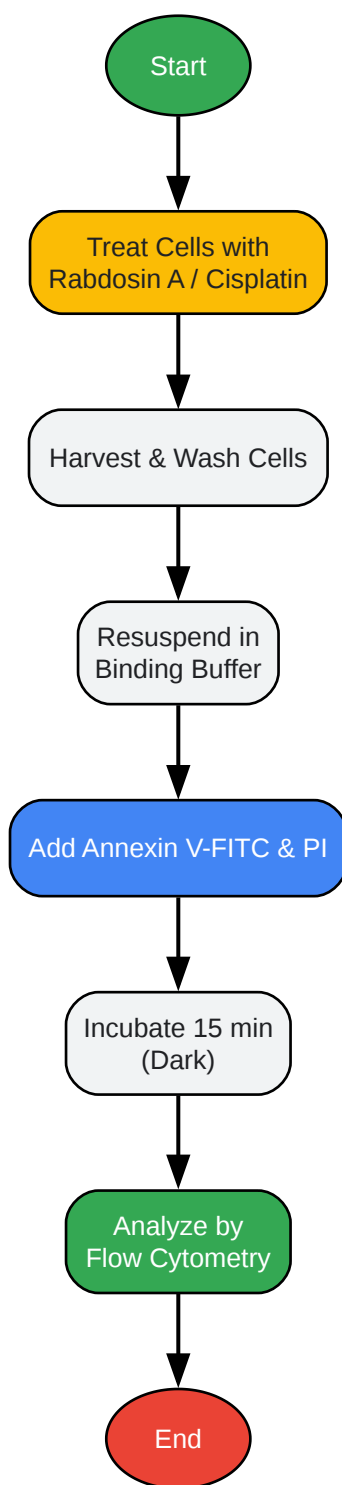 Start
Treat Cells with
Rabdosin A / Cisplatin
Harvest & Wash Cells
Resuspend in
Binding Buffer
Add Annexin V-FITC & PI
Incubate 15 min
(Dark)
Analyze by
Flow Cytometry
End